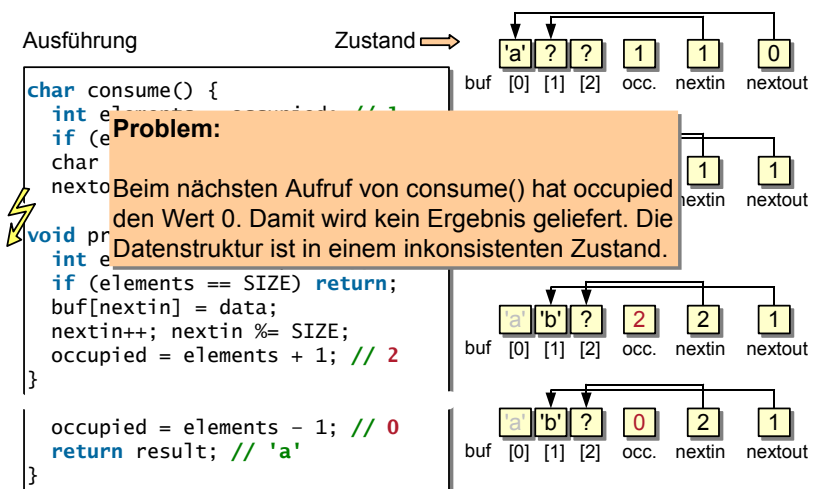 Ausführung
Zustand
'a' ? ? 1 1 0
buf [0] [1] [2] occ. nextin nextout
char consume() {
int
if (e
char
nexto
Problem:
Beim nächsten Aufruf von consume() hat occupied
den Wert 0. Damit wird kein Ergebnis geliefert. Die
Datenstruktur ist in einem inkonsistenten Zustand.
1 1
nextin nextout
void pr
int e
if (elements == SIZE) return;
buf[nextin] = data;
nextin++; nextin %= SIZE;
occupied = elements + 1; // 2
}
'a' 'b' ? 2 2 1
buf [0] [1] [2] occ. nextin nextout
occupied = elements – 1; // 0
return result; // 'a'
}
'a' 'b' ? 0 2 1
buf [0] [1] [2] occ. nextin nextout